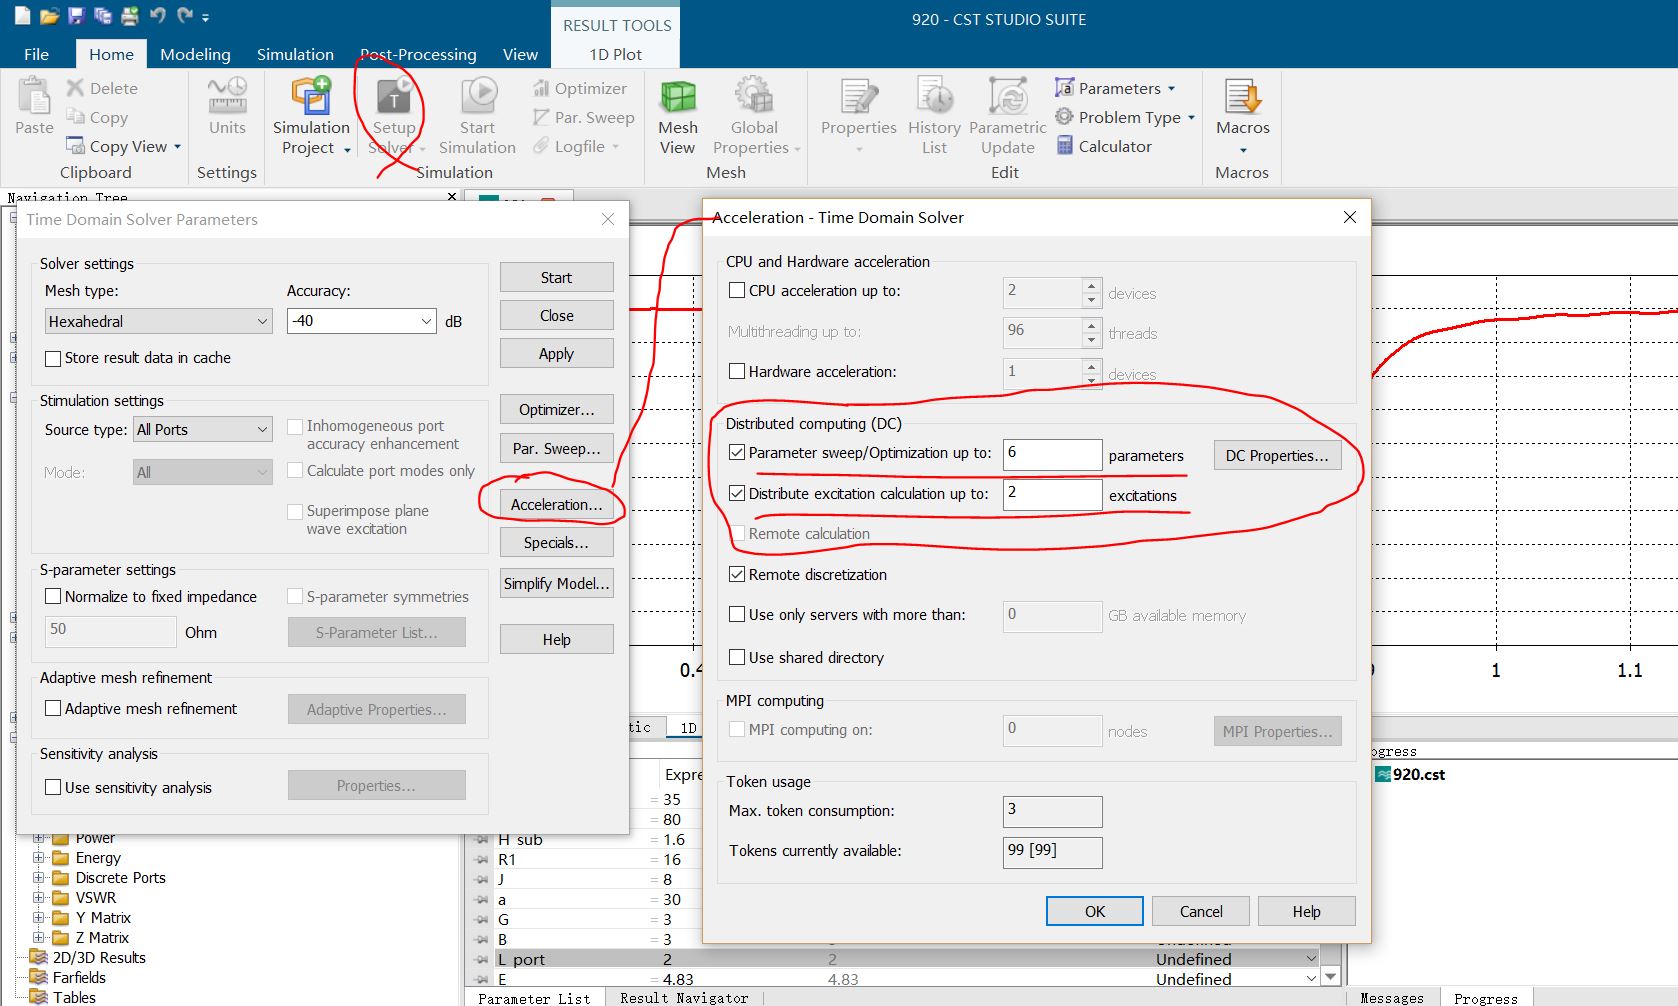 RESULT TOOLS
920 - CST STUDIO SUITE
File
Home
Modeling
Simulation
Post-Processing
View
1D Plot
Paste
Delete
Copy
Copy View
Clipboard
Units
Settings
Simulation
Project
Setup
Solver
Start
Simulation
Optimizer
Par. Sweep
Logfile
Simulation
Mesh
View
Global
Properties
Mesh
Properties
History
List
Parametric
Update
Parameters
Problem Type
Calculator
Edit
Macros
Macros
Navigation Tree
Time Domain Solver Parameters
Solver settings
Mesh type:
Accuracy:
Hexahedral
-40
dB
Store result data in cache
Stimulation settings
Source type:
All Ports
Inhomogeneous port
accuracy enhancement
Mode:
All
Calculate port modes only
Superimpose plane
wave excitation
S-parameter settings
Normalize to fixed impedance
S-parameter symmetries
50
Ohm
S-Parameter List...
Adaptive mesh refinement
Adaptive mesh refinement
Adaptive Properties...
Sensitivity analysis
Use sensitivity analysis
Properties...
Start
Close
Apply
Optimizer...
Par. Sweep...
Acceleration...
Specials...
Simplify Model...
Help
Acceleration - Time Domain Solver
CPU and Hardware acceleration
CPU acceleration up to:
2
devices
Multithreading up to:
96
threads
Hardware acceleration:
1
devices
Distributed computing (DC)
Parameter sweep/Optimization up to:
6
parameters
DC Properties...
Distribute excitation calculation up to:
2
excitations
Remote calculation
Remote discretization
Use only servers with more than:
0
GB available memory
Use shared directory
MPI computing
MPI computing on:
0
nodes
MPI Properties...
Token usage
Max. token consumption:
3
Tokens currently available:
99 [99]
OK
Cancel
Help
1
1.1
tic
1D
ogress
920.cst
Expre
= 35
= 80
H sub = 1.6
R1 = 16
J = 8
a = 30
G = 3
B = 3
Undefined
L port 2 2 Undefined
E = 4.83 4.83 Undefined
Power
Energy
Discrete Ports
VSWR
Y Matrix
Z Matrix
2D/3D Results
Farfields
Tables
Parameter List
Result Navigator
Messages
Progress